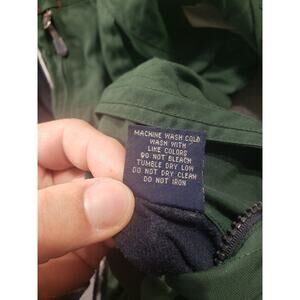 MACHINE WASH COLD
WASH WITH
LIKE COLORS
DO NOT BLEACH
TUMBLE DRY LOW
DO NOT DRY CLEAN
DO NOT IRON